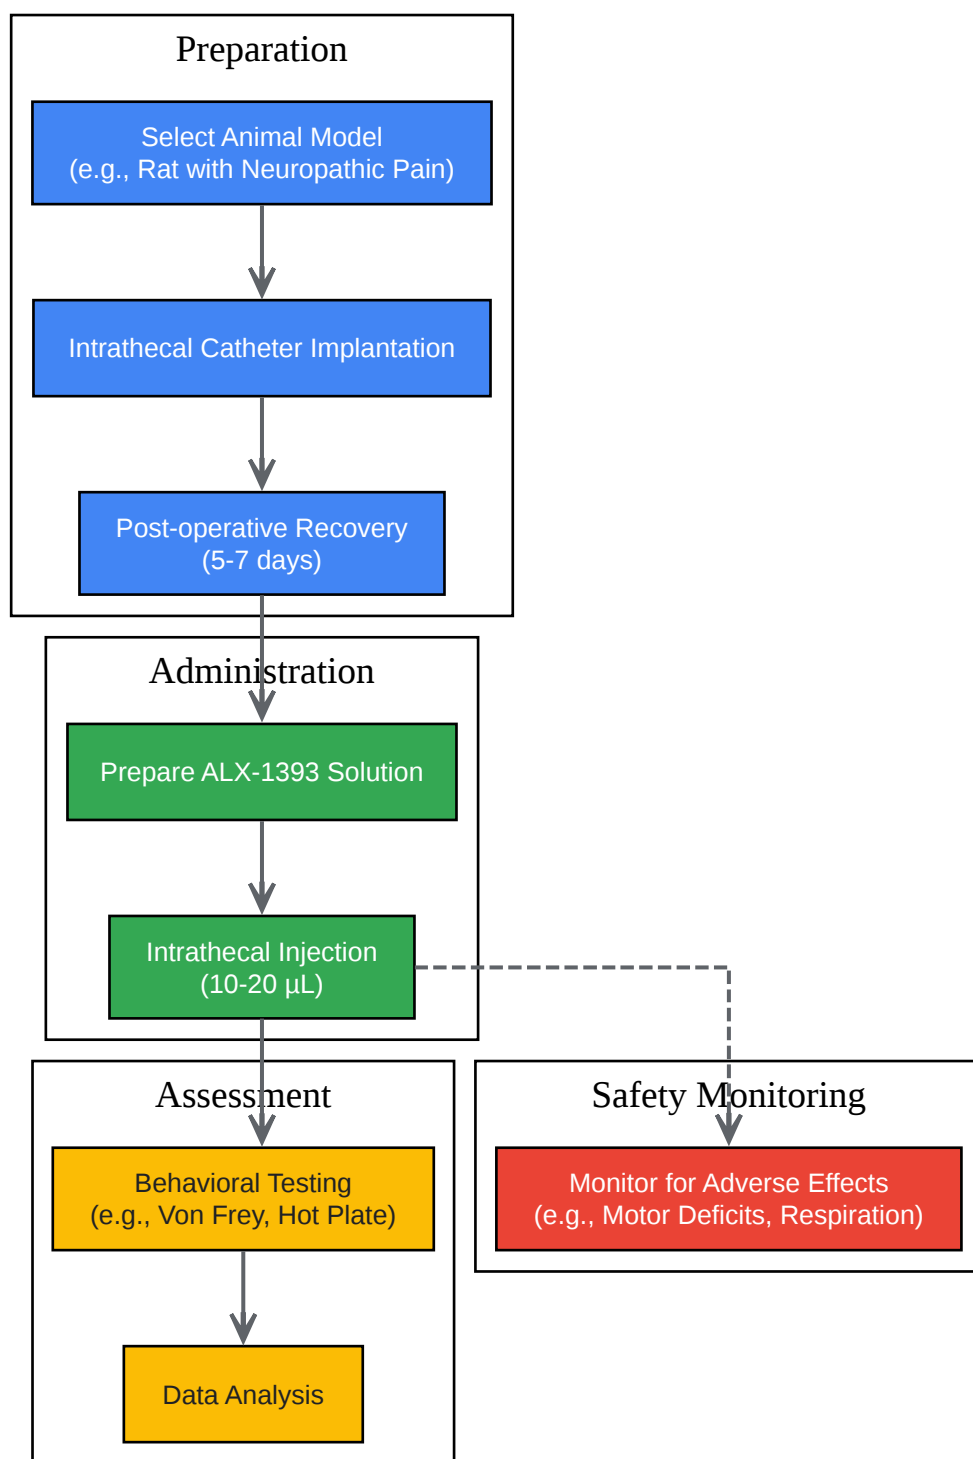 Preparation
Select Animal Model
(e.g., Rat with Neuropathic Pain)
Intrathecal Catheter Implantation
Post-operative Recovery
(5-7 days)
Administration
Prepare ALX-1393 Solution
Intrathecal Injection
(10-20 µL)
Assessment
Behavioral Testing
(e.g., Von Frey, Hot Plate)
Data Analysis
Safety Monitoring
Monitor for Adverse Effects
(e.g., Motor Deficits, Respiration)